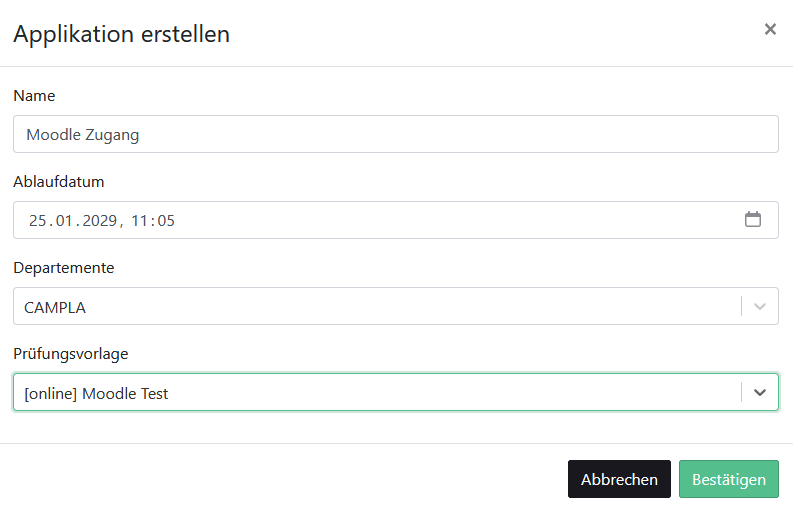 Applikation erstellen
Name
Moodle Zugang
Ablaufdatum
25.01.2029, 11:05
Departemente
CAMPLA
Prüfungsvorlage
[online] Moodle Test
Abbrechen Bestätigen